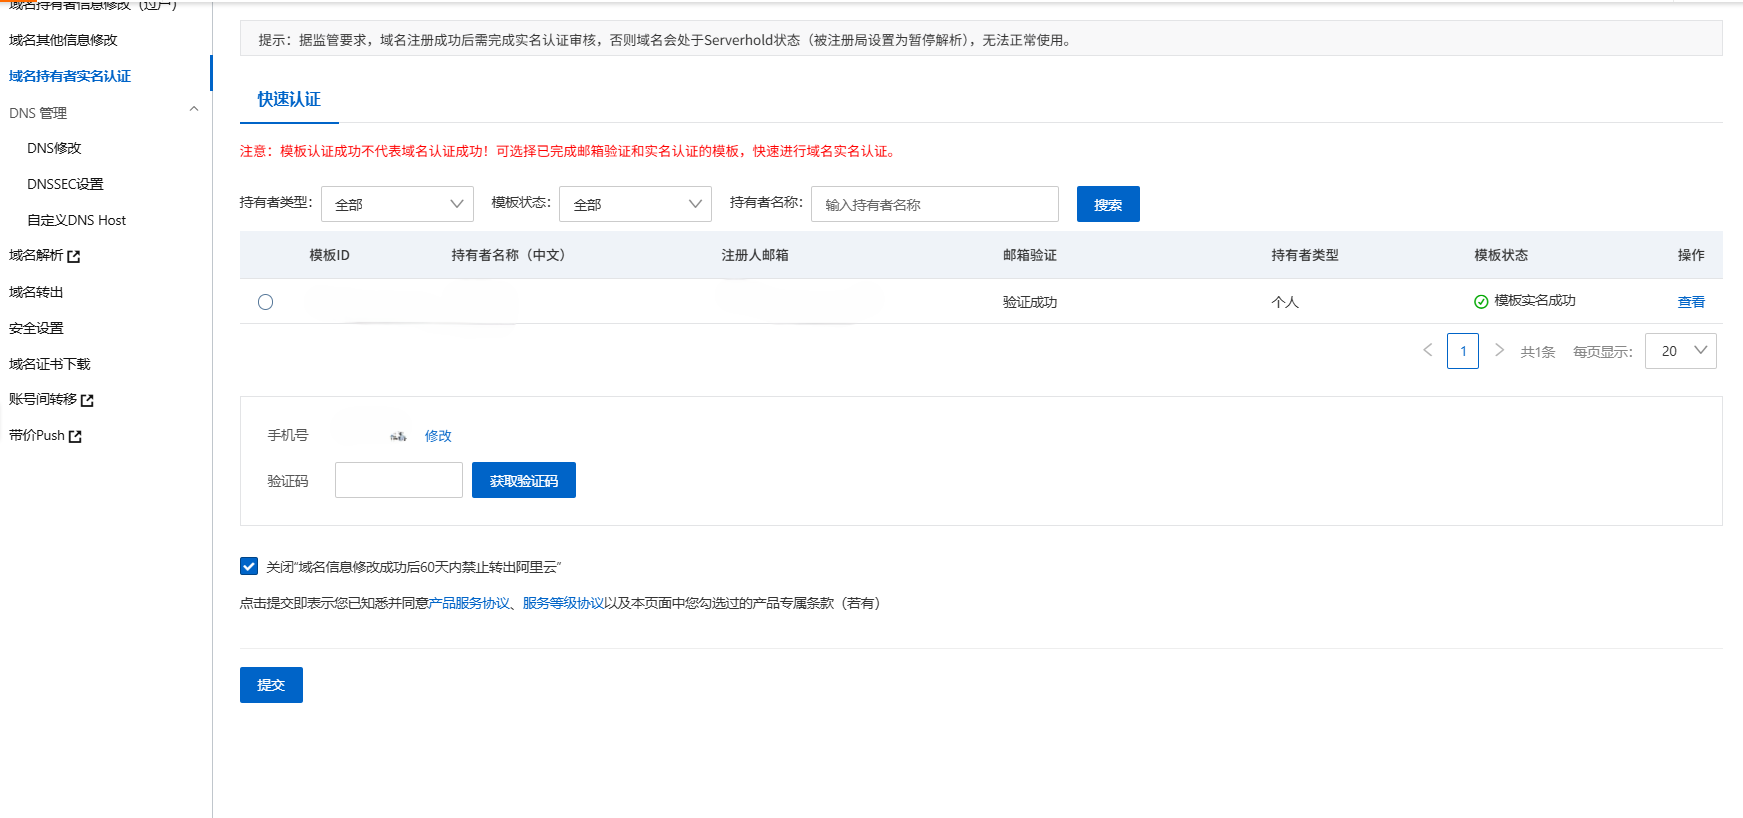 域名持有者信息修改（过户）
域名其他信息修改
域名持有者实名认证
DNS 管理
DNS修改
DNSSEC设置
自定义DNS Host
域名解析
域名转出
安全设置
域名证书下载
账号间转移
带价Push
提示：据监管要求，域名注册成功后需完成实名认证审核，否则域名会处于Serverhold状态（被注册局设置为暂停解析），无法正常使用。
快速认证
注意：模板认证成功不代表域名认证成功！可选择已完成邮箱验证和实名认证的模板，快速进行域名实名认证。
持有者类型： 全部 模板状态： 全部 持有者名称： 输入持有者名称 搜索
模板ID 持有者名称（中文） 注册人邮箱 邮箱验证 持有者类型 模板状态 操作
验证成功 个人 模板实名成功 查看
1 共1条 每页显示： 20
手机号 修改
验证码 获取验证码
关闭“域名信息修改成功后60天内禁止转出阿里云”
点击提交即表示您已知悉并同意产品服务协议、服务等级协议以及本页面中您勾选过的产品专属条款（若有）
提交